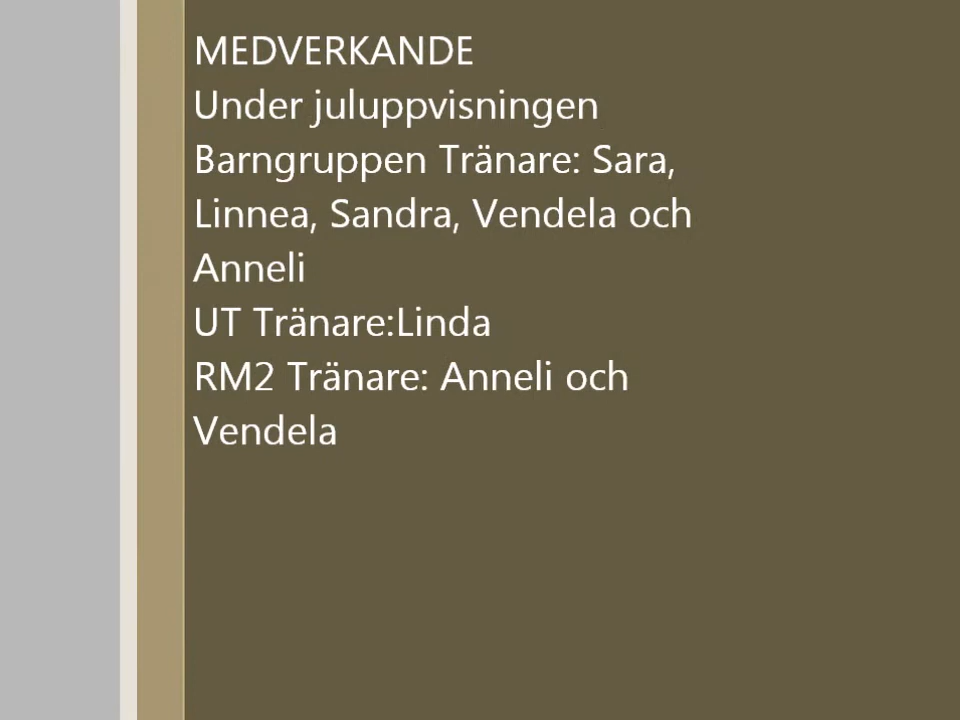 MEDVERKANDE
Under juluppvisningen
Barngruppen Tränare: Sara,
Linnea, Sandra, Vendela och
Anneli
UT Tränare:Linda
RM2 Tränare: Anneli och
Vendela